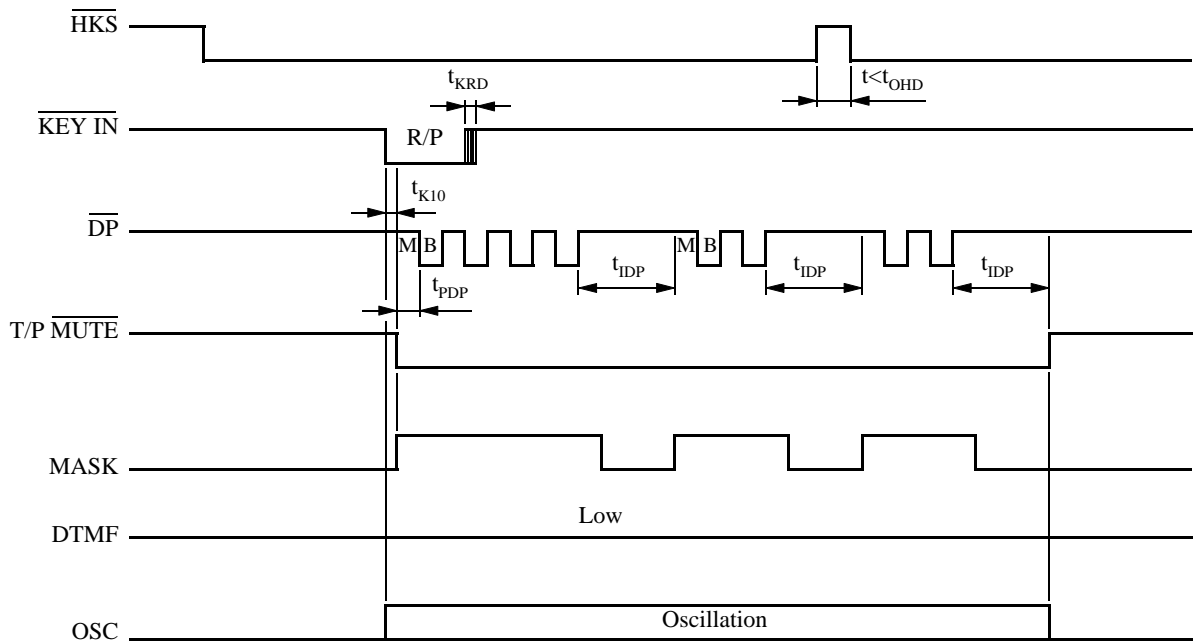 HKS
t<tOHD
tKRD
KEY IN
R/P
tK10
DP
M B
M B
tIDP
tIDP
tIDP
tPDP
T/P MUTE
MASK
Low
DTMF
Oscillation
OSC